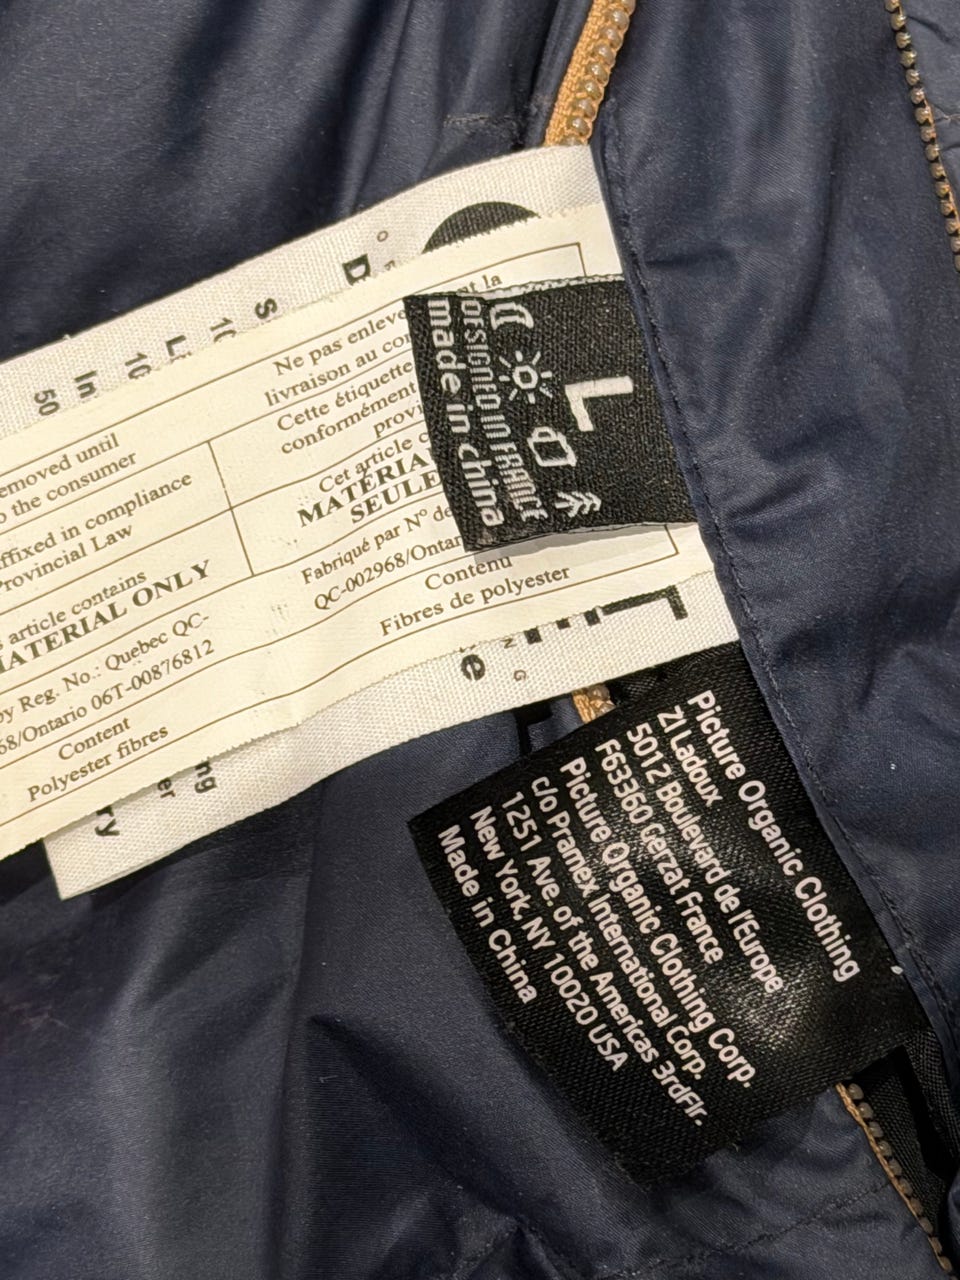 L
DESIGNED IN FRANCE
made in china
Ne pas enleve
livraison au co
Cette étiquette
conformément
provi
Cet article c
MATÉRIA
SEULE
Fabriqué par N° de
QC-002968/Ontar
Contenu
Fibres de polyester
emoved until
the consumer
ffixed in compliance
Provincial Law
article contains
MATERIAL ONLY
by Reg. No.: Quebec QC-
68/Ontario 06T-00876812
Content
Polyester fibres
Picture Organic Clothing
ZI Ladoux
5012 Boulevard de l'Europe
F63360 Gerzat France
Picture Organic Clothing Corp.
c/o Pramex International Corp.
1251 Ave. of the Americas 3rdFlr.
New York, NY 10020 USA
Made in China